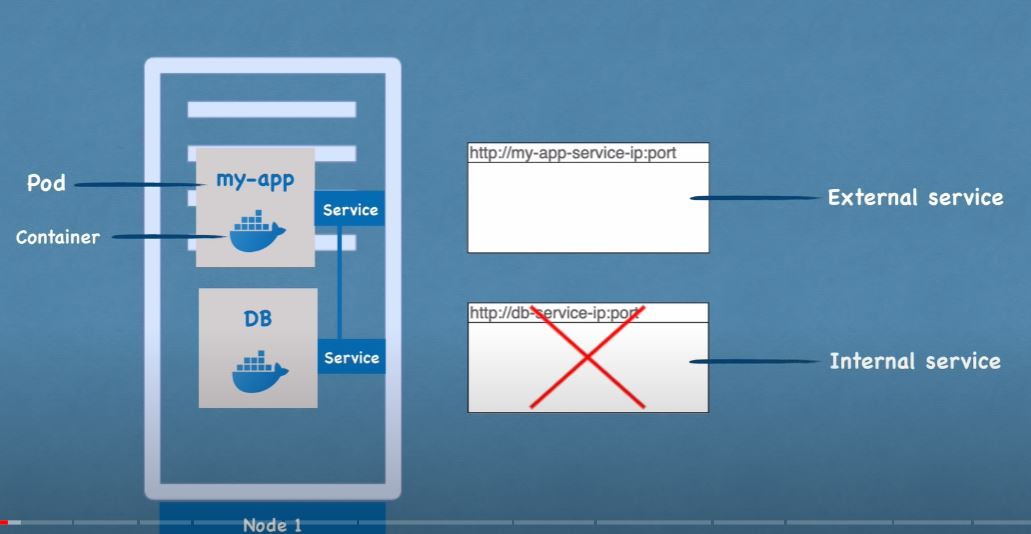 Pod
Container
my-app
Service
DB
Service
Node 1
http://my-app-service-ip:port
External service
http://db-service-ip:port
Internal service